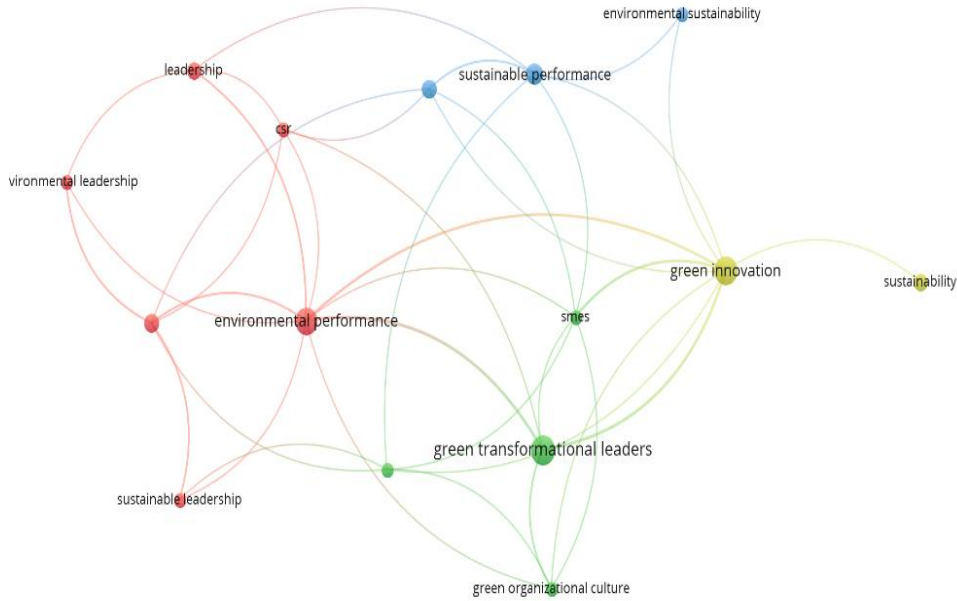 environmental sustainability
leadership
sustainable performance
csr
vironmental leadership
green innovation
sustainability
smes
environmental performance
green transformational leaders
sustainable leadership
green organizational culture